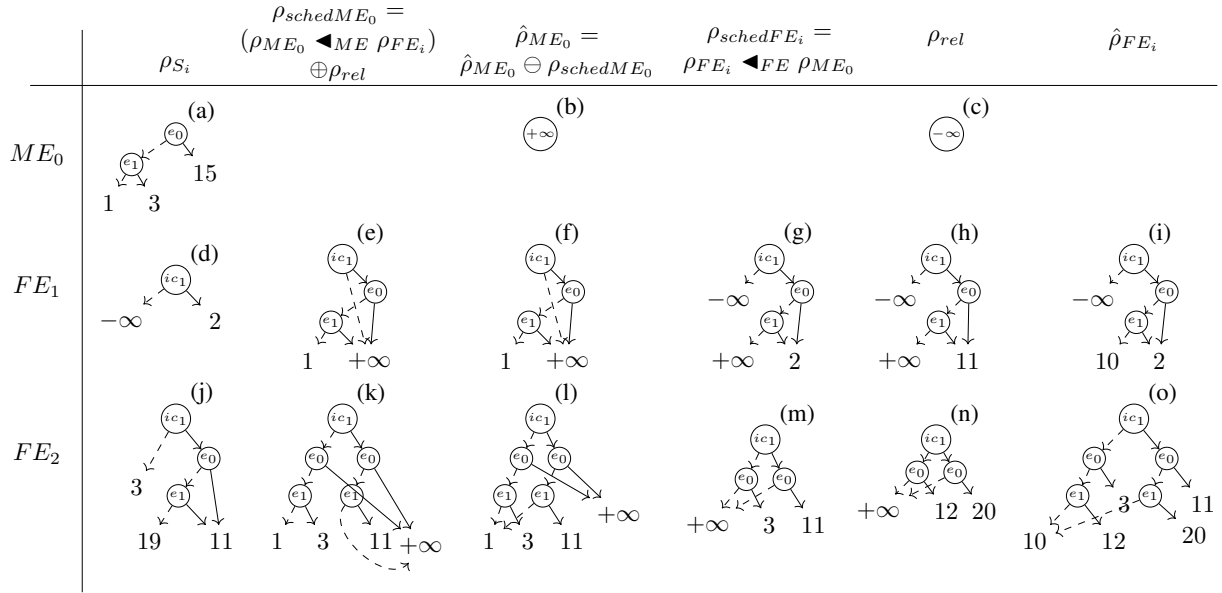 ρ_{S_i}
ρ_{schedME_0} =
(ρ_{ME_0} ◄_{ME} ρ_{FE_i})
⊕ρ_{rel}
ρ̂_{ME_0} =
ρ̂_{ME_0} ⊖ ρ_{schedME_0}
ρ_{schedFE_i} =
ρ_{FE_i} ◄_{FE} ρ_{ME_0}
ρ_{rel}
ρ̂_{FE_i}
ME_0
(a)
e_0
e_1
15
1 3
(b)
+∞
(c)
−∞
FE_1
(d)
ic_1
−∞ 2
(e)
ic_1
e_0
e_1
1 +∞
(f)
ic_1
e_0
e_1
1 +∞
(g)
ic_1
−∞ e_0
e_1
+∞ 2
(h)
ic_1
−∞ e_0
e_1
+∞ 11
(i)
ic_1
−∞ e_0
e_1
10 2
FE_2
(j)
ic_1
e_0
3 e_1
19 11
(k)
ic_1
e_0 e_0
e_1 e_1
1 3 11 +∞
(l)
ic_1
e_0 e_0
e_1 e_1
+∞
1 3 11
(m)
ic_1
e_0 e_0
+∞ 3 11
(n)
ic_1
e_0 e_0
+∞ 12 20
(o)
ic_1
e_0 e_0
e_1 3 e_1 11
10 12 20